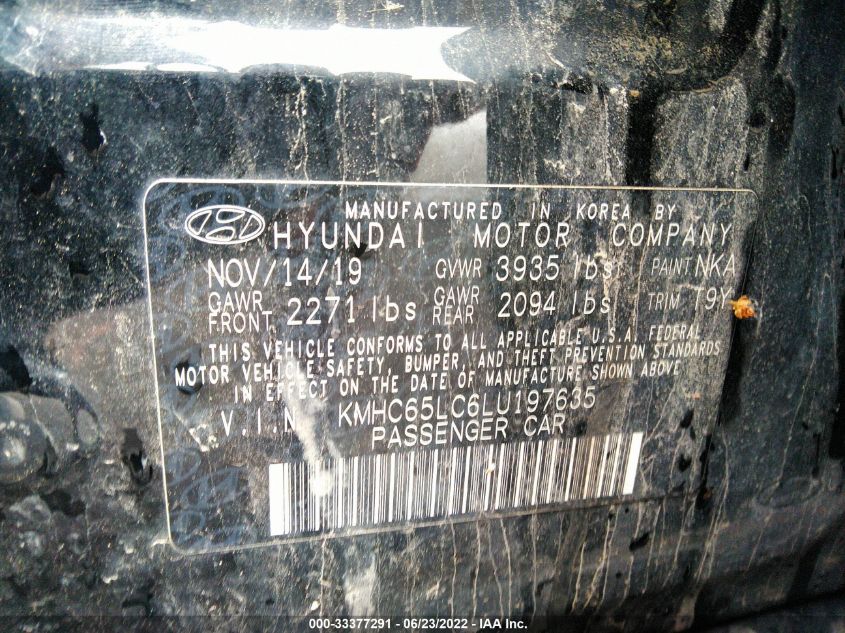 MANUFACTURED IN KOREA BY
HYUNDAI MOTOR COMPANY
NOV/14/19 GVWR 3935 lbs PAINT NKA
GAWR FRONT 2271 lbs GAWR REAR 2094 lbs TRIM T9Y
THIS VEHICLE CONFORMS TO ALL APPLICABLE U.S.A. FEDERAL
MOTOR VEHICLE SAFETY, BUMPER, AND THEFT PREVENTION STANDARDS
IN EFFECT ON THE DATE OF MANUFACTURE SHOWN ABOVE
V.I.N KMHC65LC6LU197635
PASSENGER CAR
000-33377291 - 06/23/2022 - IAA Inc.